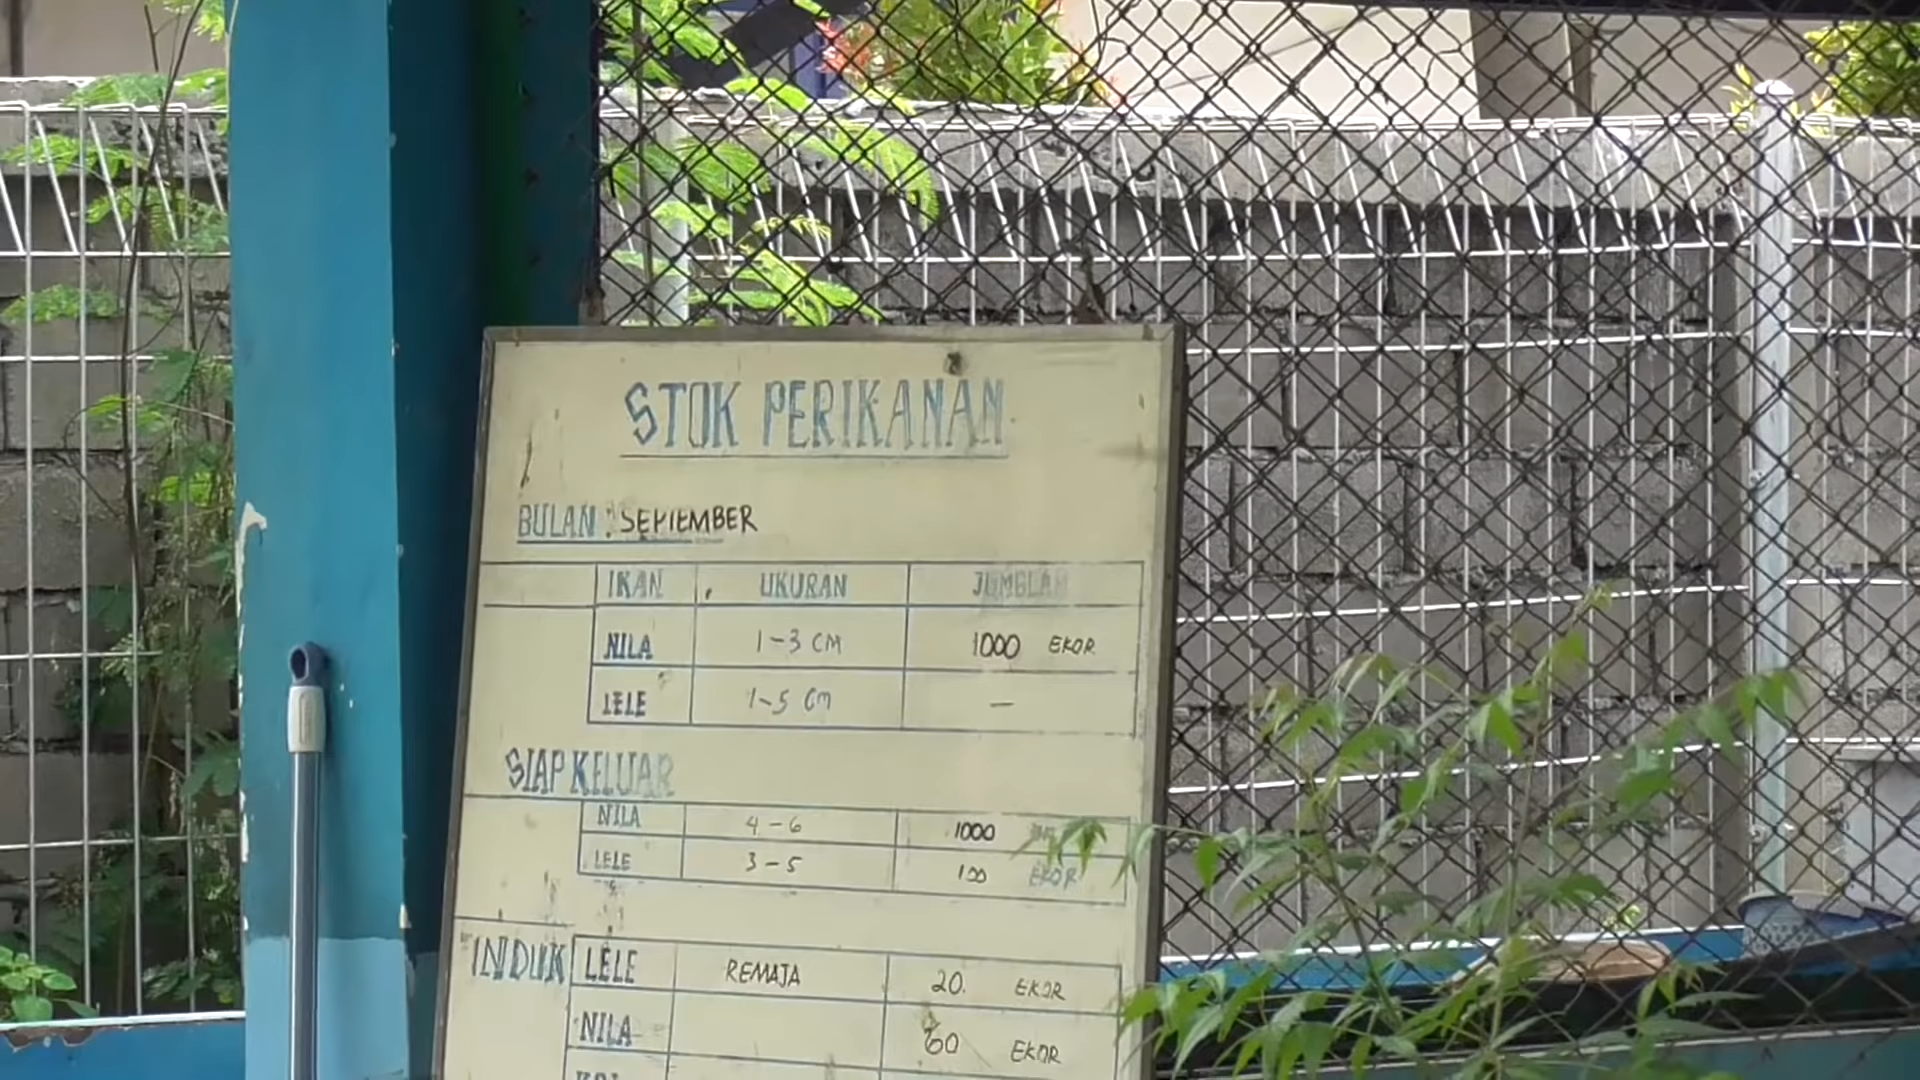 STOK PERIKANAN
BULAN : SEPTEMBER
IKAN UKURAN JUMBLAH
NILA 1-3 CM 1000 EKOR
LELE 1-5 CM —
SIAP KELUAR
NILA 4-6 1000
LELE 3-5 100 EKOR
INDUK LELE REMAJA 20. EKOR
NILA 60 EKOR